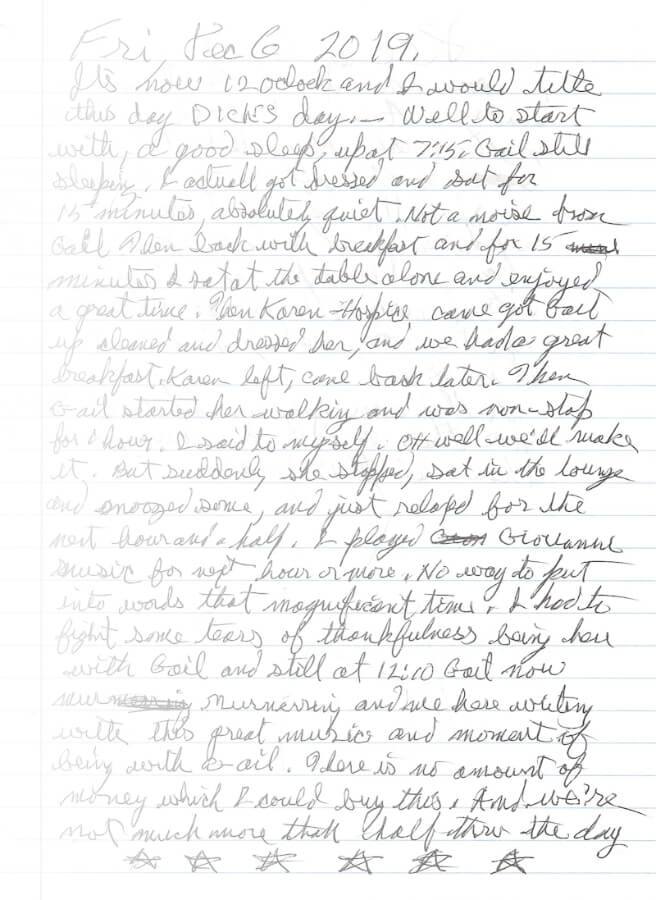 Fri Dec 6 2019.
Its now 12 Oclock and I would title
this day DICKS day. — Well to start
with, a good sleep, up at 7:15. Gail still
sleepin. I actuall got dressed and sat for
15 minutes, absolutely quiet. Not a noise from
Gail Then back with breakfast and for 15
minutes I sat at the table alone and enjoyed
a great time. Then Karen-Hospice came got Gail
up cleaned and dressed her, and we had a great
breakfast. Karen left, came back later. Then
Gail started her walking and was non-stop
for 1 hour. I said to myself. OH well we'll make
it. But suddenly she stopped, sat in the lounge
and snoozed some, and just relaxed for the
next hour and a half. I played Giovanni
music for next hour or more. No way to put
into words that magnificant time. I had to
fight some tears of thankfulness being here
with Gail and still at 12:10 Gail now
murmerring and me here writing
with this great music and moment of
being with Gail. There is no amount of
money which I could buy this. And we're
not much more than half thru the day